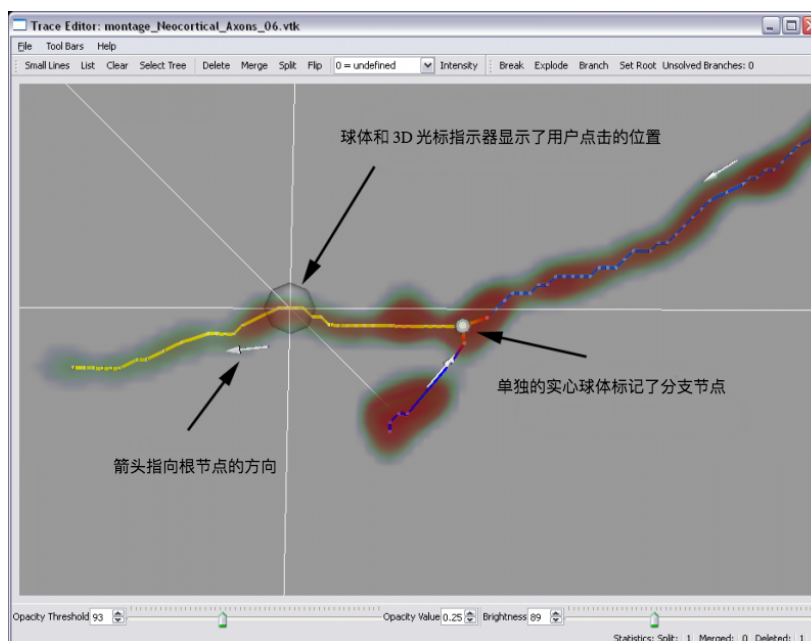 Trace Editor: montage_Neocortical_Axons_06.vtk
File Tool Bars Help
Small Lines List Clear Select Tree Delete Merge Split Flip 0 = undefined Intensity Break Explode Branch Set Root Unsolved Branches: 0
球体和 3D 光标指示器显示了用户点击的位置
单独的实心球体标记了分支节点
箭头指向根节点的方向
Opacity Threshold 93 Opacity Value 0.25 Brightness 89
Statistics: Split: 1 Merged: 0 Deleted: 1